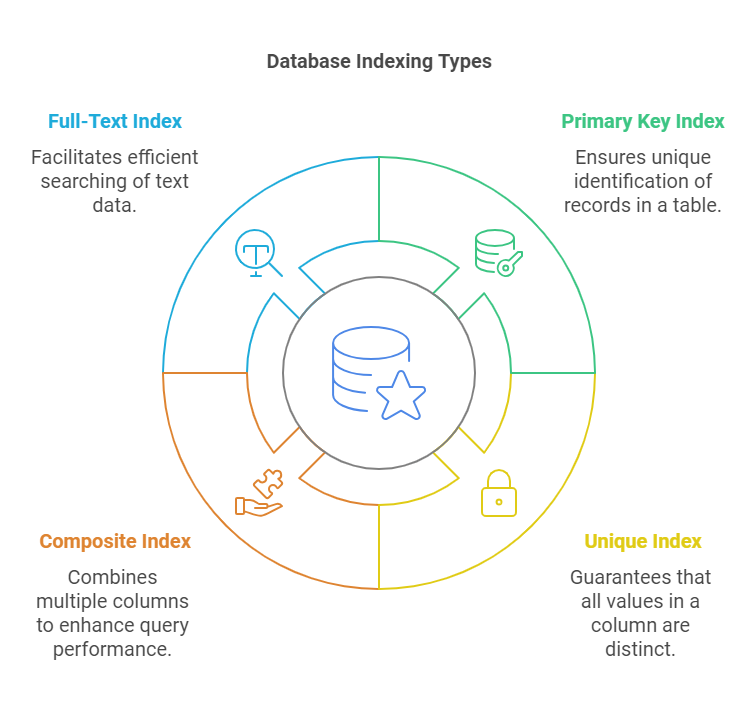 Database Indexing Types
Full-Text Index
Facilitates efficient
searching of text
data.
Primary Key Index
Ensures unique
identification of
records in a table.
Composite Index
Combines
multiple columns
to enhance query
performance.
Unique Index
Guarantees that
all values in a
column are
distinct.